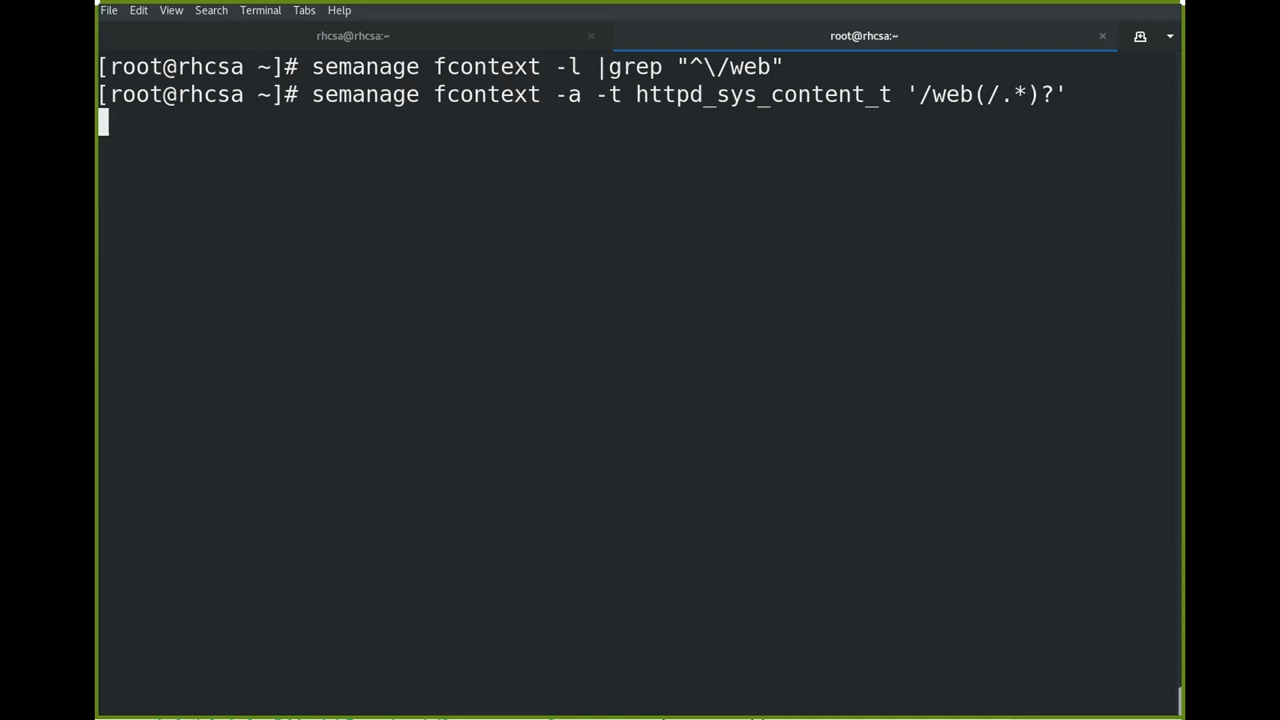 File Edit View Search Terminal Tabs Help
rhcsa@rhcsa:~ × root@rhcsa:~ ×
[root@rhcsa ~]# semanage fcontext -l |grep "^\/web"
[root@rhcsa ~]# semanage fcontext -a -t httpd_sys_content_t '/web(/.*)?'